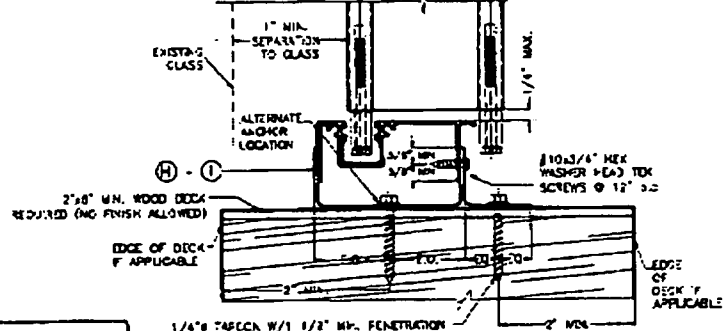 1" MIN.
SEPARATION
TO GLASS
EXISTING
GLASS
1/4" MAX.
ALTERNATE
ANCHOR
LOCATION
H - I
3/8"
MIN
3/8"
MIN
#10x3/4" HEX
WASHER HEAD TEK
SCREWS @ 12" o.c
2"x8" MIN. WOOD DECK
REQUIRED (NO FINISH ALLOWED)
EDGE OF DECK
IF APPLICABLE
2" MIN.
EDGE
OF
DECK IF
APPLICABLE
1/4"ø TAPCON W/1 1/2" MIN. PENETRATION
2" MIN.